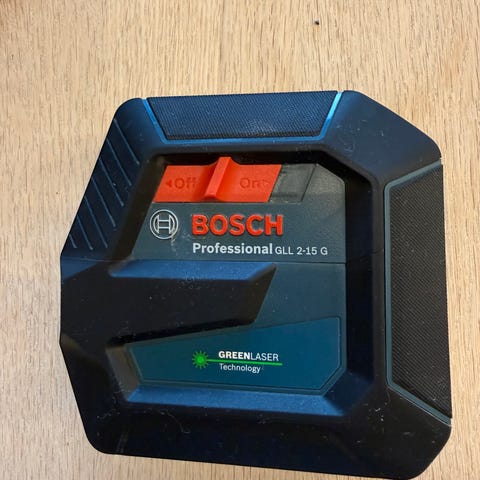 Off On
BOSCH
Professional GLL 2-15 G
GREENLASER
Technology